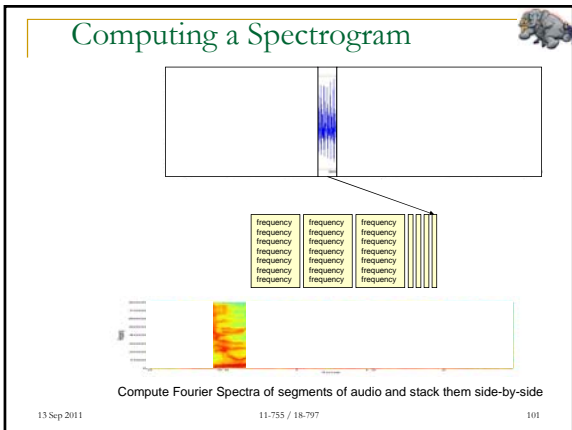 Computing a Spectrogram
frequency frequency frequency
frequency frequency frequency
frequency frequency frequency
frequency frequency frequency
frequency frequency frequency
frequency frequency frequency
frequency frequency frequency
Compute Fourier Spectra of segments of audio and stack them side-by-side
13 Sep 2011 11-755 / 18-797 101